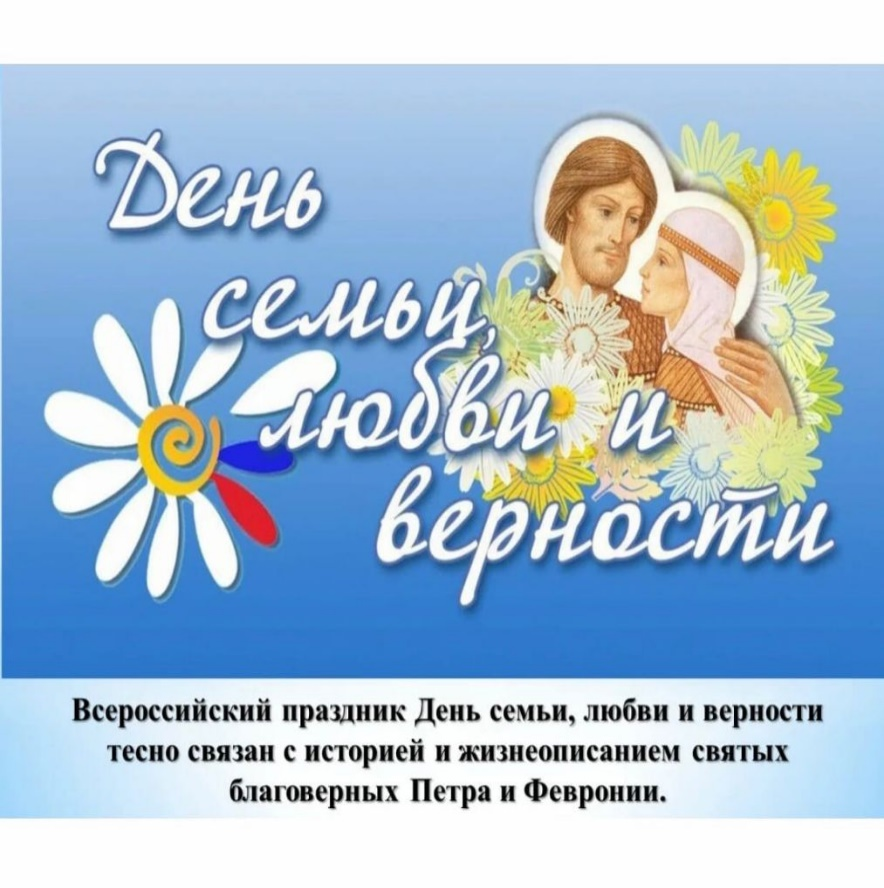 День
семьи,
любви и
верности
Всероссийский праздник День семьи, любви и верности
тесно связан с историей и жизнеописанием святых
благоверных Петра и Февронии.